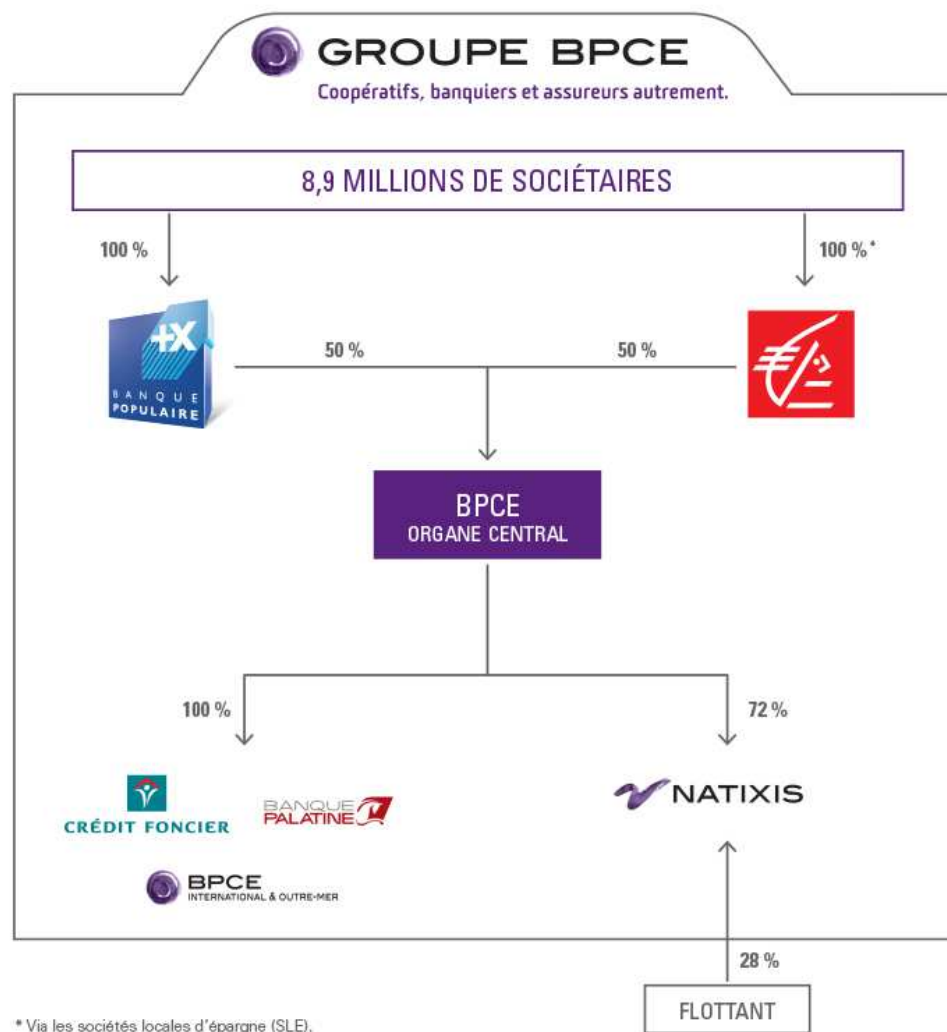 GROUPE BPCE
Coopératifs, banquiers et assureurs autrement.
8,9 MILLIONS DE SOCIÉTAIRES
100 %
100 %*
+X
BANQUE
POPULAIRE
50 %
50 %
BPCE
ORGANE CENTRAL
100 %
72 %
CRÉDIT FONCIER
BANQUE
PALATINE
NATIXIS
BPCE
INTERNATIONAL & OUTRE-MER
28 %
FLOTTANT
* Via les sociétés locales d'épargne (SLE).